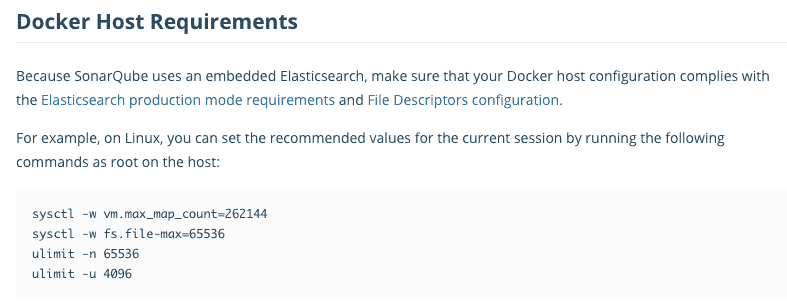 Docker Host Requirements
Because SonarQube uses an embedded Elasticsearch, make sure that your Docker host configuration complies with
the Elasticsearch production mode requirements and File Descriptors configuration.
For example, on Linux, you can set the recommended values for the current session by running the following
commands as root on the host:
sysctl -w vm.max_map_count=262144
sysctl -w fs.file-max=65536
ulimit -n 65536
ulimit -u 4096